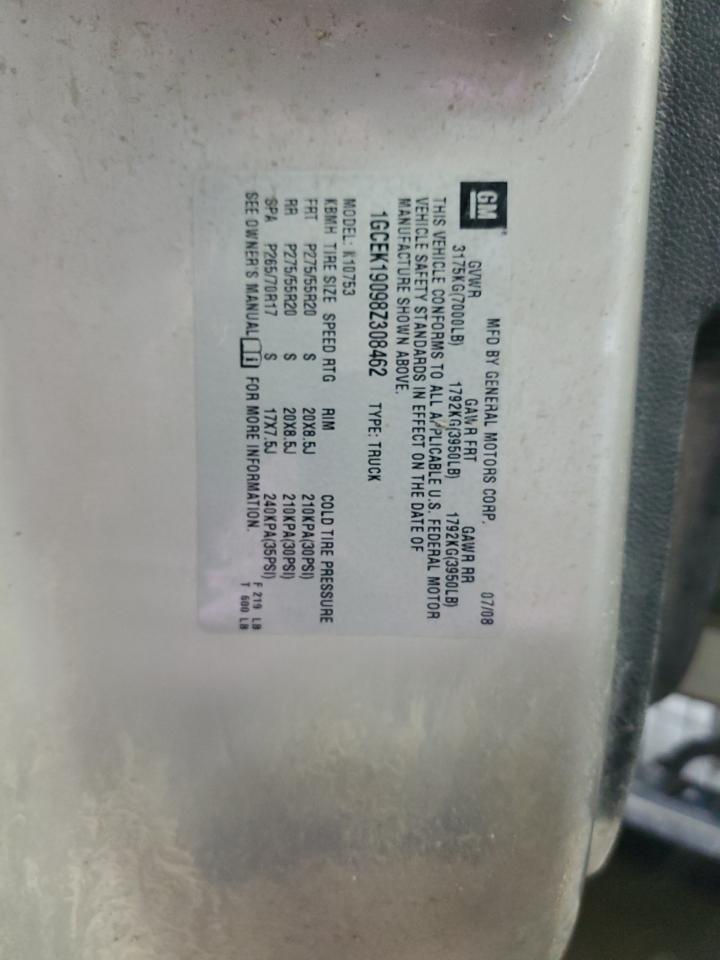 GM
MFD BY GENERAL MOTORS CORP. 07/08
GVWR GAWR FRT GAWR RR
3175KG(7000LB) 1792KG(3950LB) 1792KG(3950LB)
THIS VEHICLE CONFORMS TO ALL APPLICABLE U.S. FEDERAL MOTOR
VEHICLE SAFETY STANDARDS IN EFFECT ON THE DATE OF
MANUFACTURE SHOWN ABOVE.
1GCEK19098Z308462 TYPE: TRUCK
MODEL: K10753
KBMH TIRE SIZE SPEED RTG RIM COLD TIRE PRESSURE
FRT P275/55R20 S 20X8.5J 210KPA(30PSI)
RR P275/55R20 S 20X8.5J 210KPA(30PSI)
SPA P265/70R17 S 17X7.5J 240KPA(35PSI)
SEE OWNER'S MANUAL FOR MORE INFORMATION.
F 219 LB
T 600 LB